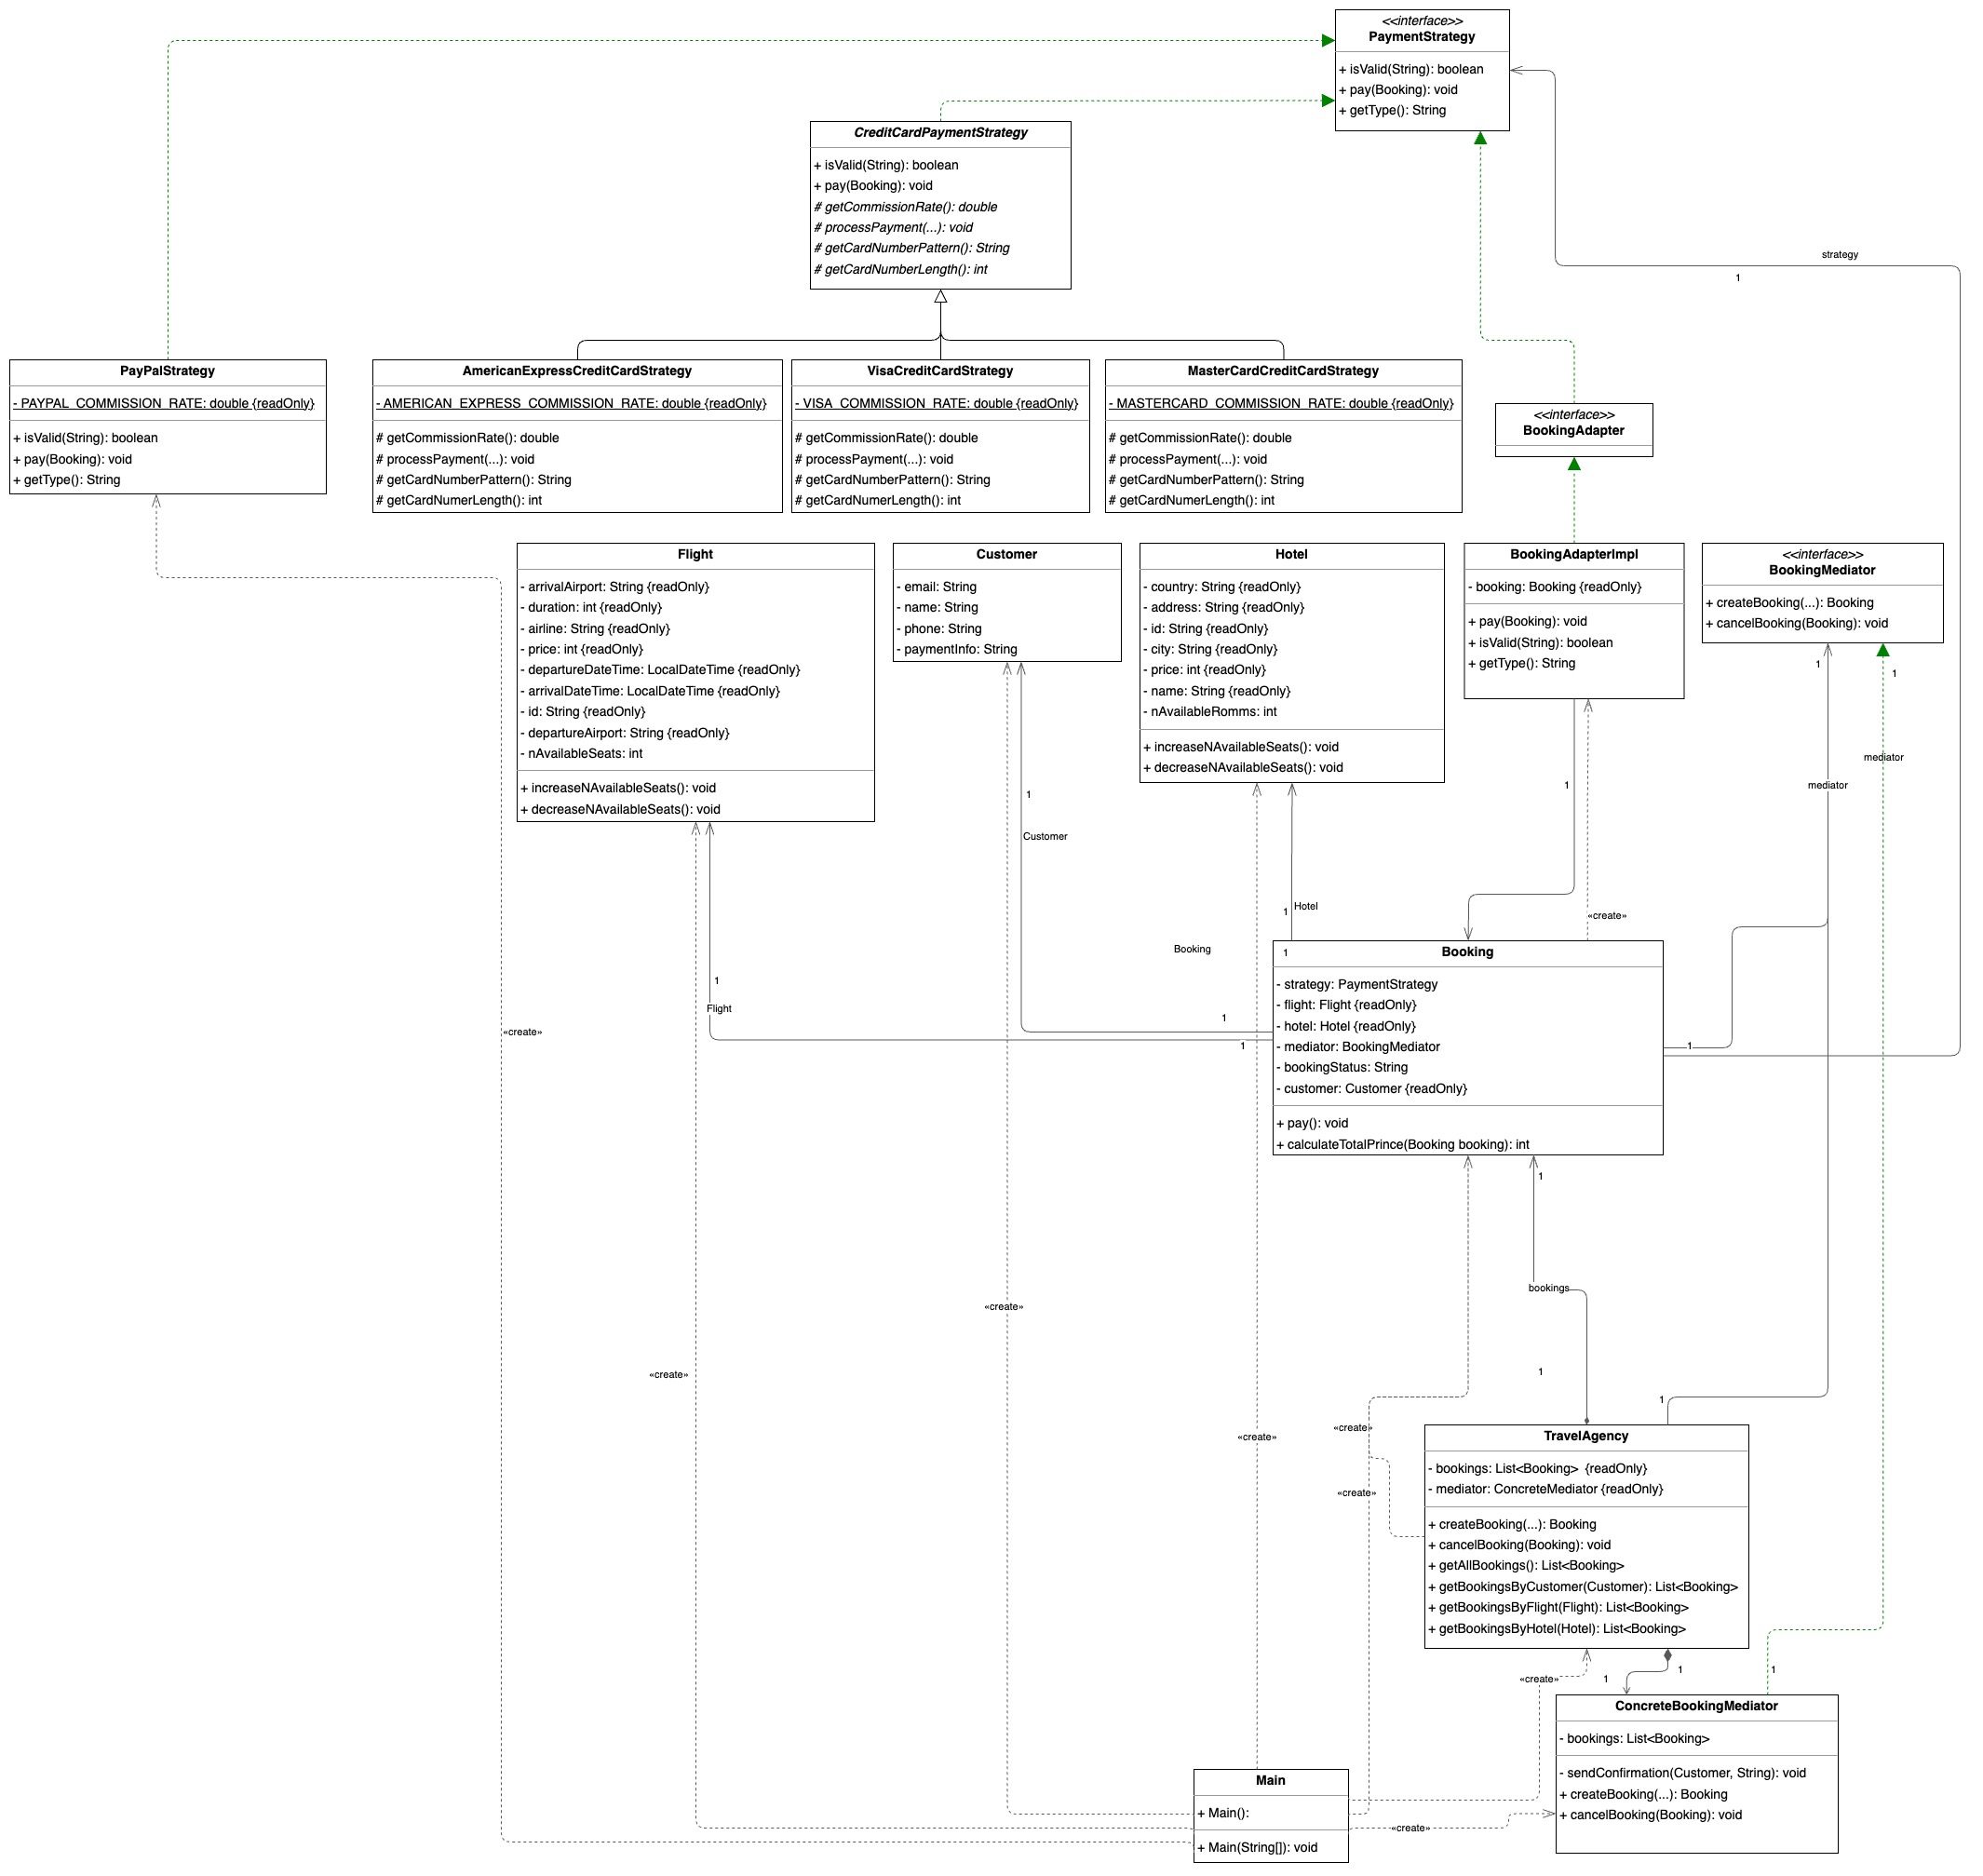 <<interface>>
PaymentStrategy
+ isValid(String): boolean
+ pay(Booking): void
+ getType(): String
CreditCardPaymentStrategy
+ isValid(String): boolean
+ pay(Booking): void
# getCommissionRate(): double
# processPayment(...): void
# getCardNumberPattern(): String
# getCardNumberLength(): int
strategy
1
PayPalStrategy
- PAYPAL_COMMISSION_RATE: double {readOnly}
+ isValid(String): boolean
+ pay(Booking): void
+ getType(): String
AmericanExpressCreditCardStrategy
- AMERICAN_EXPRESS_COMMISSION_RATE: double {readOnly}
# getCommissionRate(): double
# processPayment(...): void
# getCardNumberPattern(): String
# getCardNumerLength(): int
VisaCreditCardStrategy
- VISA_COMMISSION_RATE: double {readOnly}
# getCommissionRate(): double
# processPayment(...): void
# getCardNumberPattern(): String
# getCardNumerLength(): int
MasterCardCreditCardStrategy
- MASTERCARD_COMMISSION_RATE: double {readOnly}
# getCommissionRate(): double
# processPayment(...): void
# getCardNumberPattern(): String
# getCardNumerLength(): int
<<interface>>
BookingAdapter
Flight
- arrivalAirport: String {readOnly}
- duration: int {readOnly}
- airline: String {readOnly}
- price: int {readOnly}
- departureDateTime: LocalDateTime {readOnly}
- arrivalDateTime: LocalDateTime {readOnly}
- id: String {readOnly}
- departureAirport: String {readOnly}
- nAvailableSeats: int
+ increaseNAvailableSeats(): void
+ decreaseNAvailableSeats(): void
Customer
- email: String
- name: String
- phone: String
- paymentInfo: String
Hotel
- country: String {readOnly}
- address: String {readOnly}
- id: String {readOnly}
- city: String {readOnly}
- price: int {readOnly}
- name: String {readOnly}
- nAvailableRomms: int
+ increaseNAvailableSeats(): void
+ decreaseNAvailableSeats(): void
BookingAdapterImpl
- booking: Booking {readOnly}
+ pay(Booking): void
+ isValid(String): boolean
+ getType(): String
<<interface>>
BookingMediator
+ createBooking(...): Booking
+ cancelBooking(Booking): void
1
1
mediator
mediator
1
1
Customer
1
Hotel
«create»
Booking
1
1
Flight
1
1
«create»
Booking
1
- strategy: PaymentStrategy
- flight: Flight {readOnly}
- hotel: Hotel {readOnly}
- mediator: BookingMediator
- bookingStatus: String
- customer: Customer {readOnly}
+ pay(): void
+ calculateTotalPrince(Booking booking): int
1
1
bookings
«create»
«create»
1
1
«create»
«create»
«create»
TravelAgency
- bookings: List<Booking> {readOnly}
- mediator: ConcreteMediator {readOnly}
+ createBooking(...): Booking
+ cancelBooking(Booking): void
+ getAllBookings(): List<Booking>
+ getBookingsByCustomer(Customer): List<Booking>
+ getBookingsByFlight(Flight): List<Booking>
+ getBookingsByHotel(Hotel): List<Booking>
«create»
1
1
1
ConcreteBookingMediator
- bookings: List<Booking>
- sendConfirmation(Customer, String): void
+ createBooking(...): Booking
+ cancelBooking(Booking): void
Main
+ Main():
+ Main(String[]): void
«create»